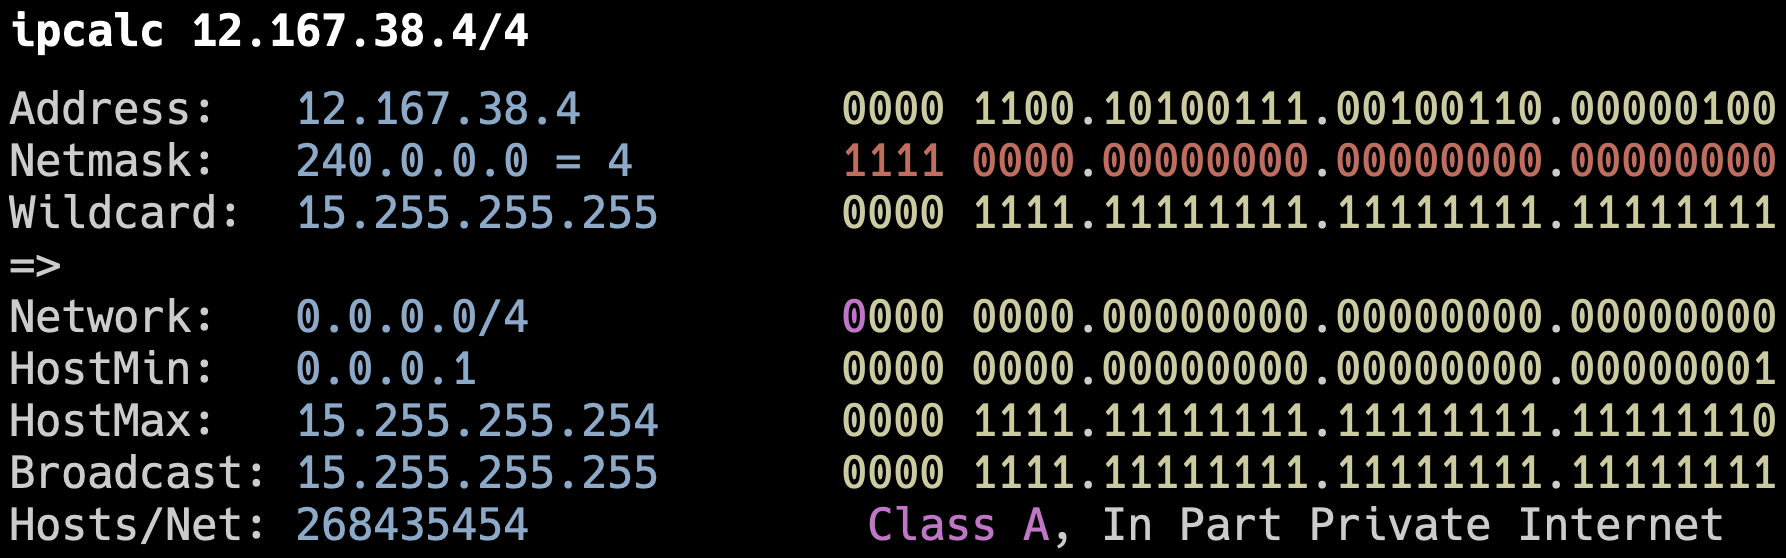 ipcalc 12.167.38.4/4
Address:   12.167.38.4          0000 1100.10100111.00100110.00000100
Netmask:   240.0.0.0 = 4        1111 0000.00000000.00000000.00000000
Wildcard:  15.255.255.255       0000 1111.11111111.11111111.11111111
=>
Network:   0.0.0.0/4            0000 0000.00000000.00000000.00000000
HostMin:   0.0.0.1              0000 0000.00000000.00000000.00000001
HostMax:   15.255.255.254       0000 1111.11111111.11111111.11111110
Broadcast: 15.255.255.255       0000 1111.11111111.11111111.11111111
Hosts/Net: 268435454             Class A, In Part Private Internet